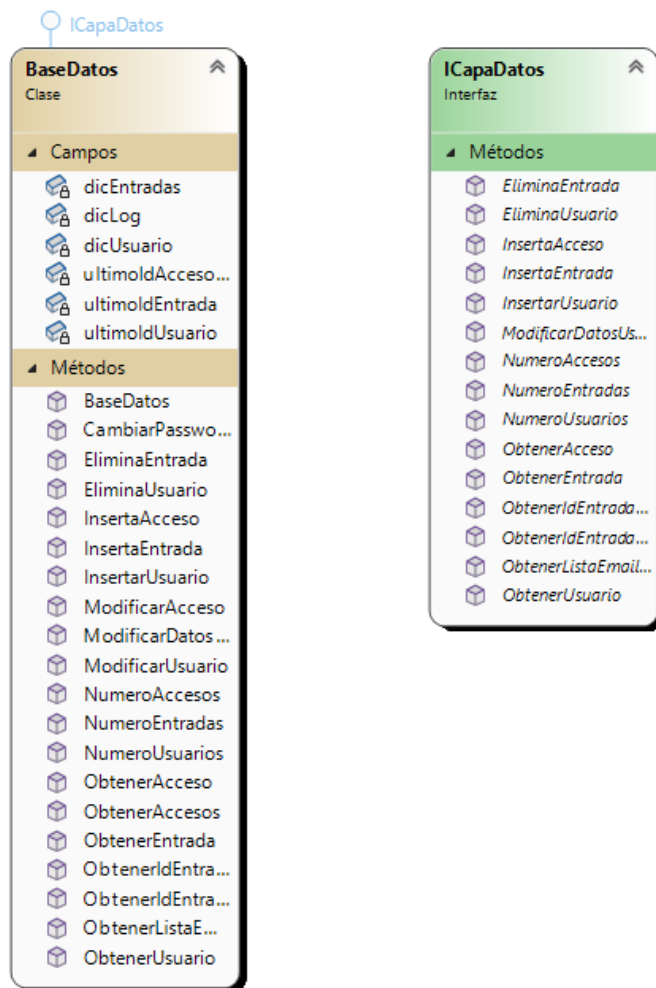 ICapaDatos
BaseDatos
Clase
Campos
dicEntradas
dicLog
dicUsuario
ultimoIdAcceso...
ultimoIdEntrada
ultimoIdUsuario
Métodos
BaseDatos
CambiarPasswo...
EliminaEntrada
EliminaUsuario
InsertaAcceso
InsertaEntrada
InsertarUsuario
ModificarAcceso
ModificarDatos...
ModificarUsuario
NumeroAccesos
NumeroEntradas
NumeroUsuarios
ObtenerAcceso
ObtenerAccesos
ObtenerEntrada
ObtenerIdEntra...
ObtenerIdEntra...
ObtenerListaE...
ObtenerUsuario
ICapaDatos
Interfaz
Métodos
EliminaEntrada
EliminaUsuario
InsertaAcceso
InsertaEntrada
InsertarUsuario
ModificarDatosUs...
NumeroAccesos
NumeroEntradas
NumeroUsuarios
ObtenerAcceso
ObtenerEntrada
ObtenerIdEntrada...
ObtenerIdEntrada...
ObtenerListaEmail...
ObtenerUsuario